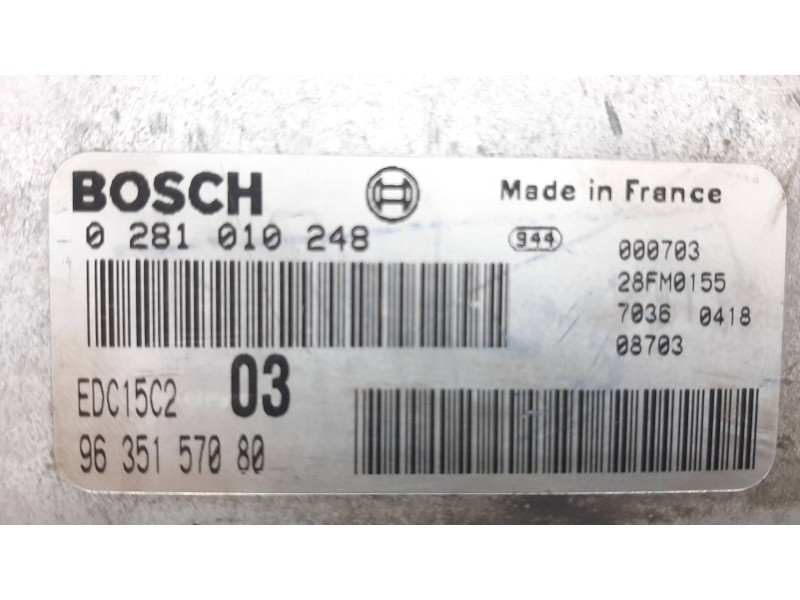 BOSCH
Made in France
0 281 010 248
944
000703
28FM0155
7036 0418
08703
EDC15C2 03
96 351 570 80